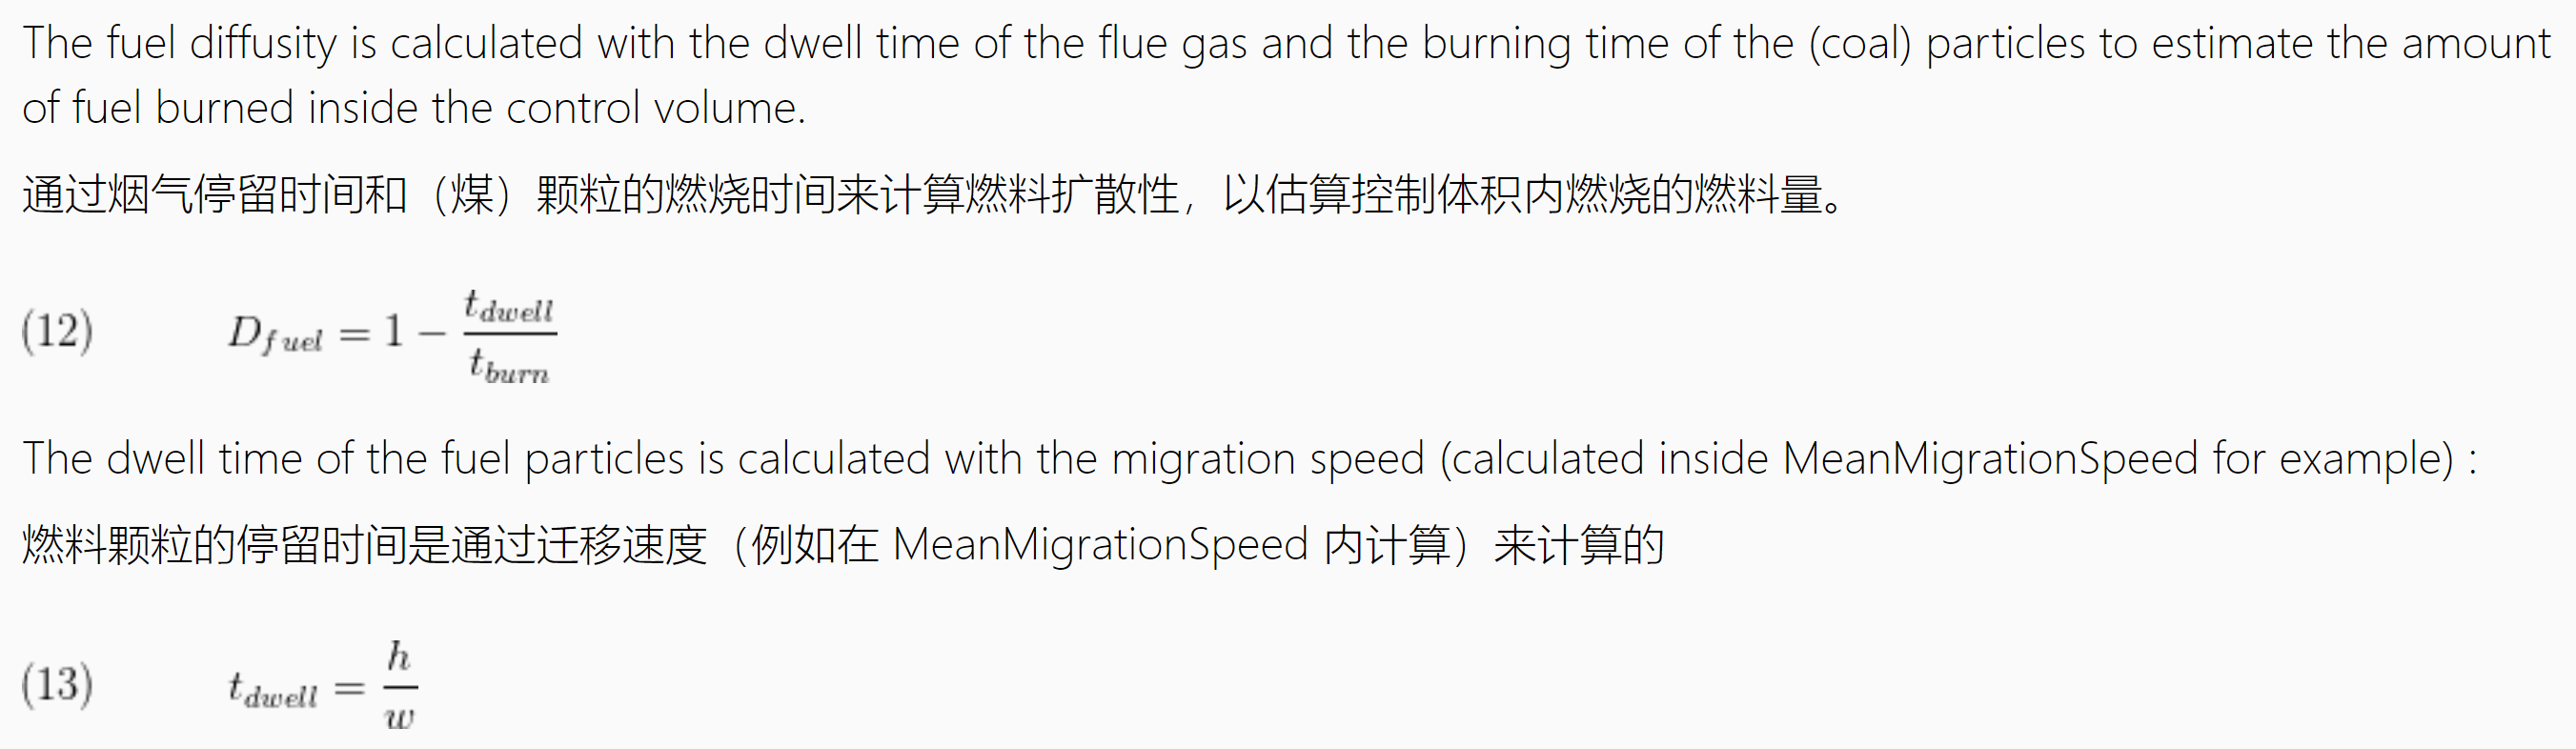 The fuel diffusity is calculated with the dwell time of the flue gas and the burning time of the (coal) particles to estimate the amount
of fuel burned inside the control volume.
通过烟气停留时间和（煤）颗粒的燃烧时间来计算燃料扩散性，以估算控制体积内燃烧的燃料量。
(12) D_{fuel} = 1 - \frac{t_{dwell}}{t_{burn}}
The dwell time of the fuel particles is calculated with the migration speed (calculated inside MeanMigrationSpeed for example) :
燃料颗粒的停留时间是通过迁移速度（例如在 MeanMigrationSpeed 内计算）来计算的
(13) t_{dwell} = \frac{h}{w}